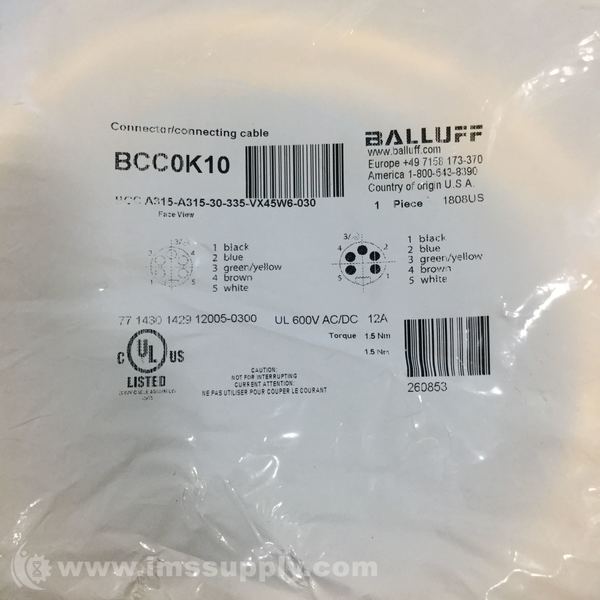 Connector/connecting cable
BALLUFF
www.balluff.com
BCC0K10
Europe +49 7158 173-370
America 1-800-543-8390
Country of origin U.S.A.
BCC A315-A315-30-335-VX45W6-030
1 Piece 1808US
Face View
1 black
2 blue
3 green/yellow
4 brown
5 white
1 black
2 blue
3 green/yellow
4 brown
5 white
77 1430 1429 12005-0300 UL 600V AC/DC 12A
Torque 1.5 Nm
1.5 Nm
C UL US
LISTED
CAUTION:
NOT FOR INTERRUPTING
CURRENT ATTENTION:
NE PAS UTILISER POUR COUPER LE COURANT
260853
www.imssupply.com